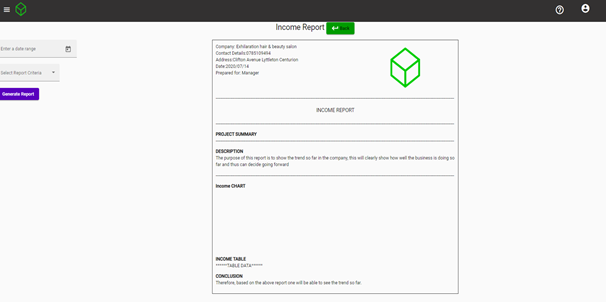 Income Report
Back
Enter a date range
Select Report Criteria
Generate Report
Company: Exhilaration hair & beauty salon
Contact Details:0785109494
Address:Clifton Avenue Lyttleton Centurion
Date:2020/07/14
Prepared for: Manager
INCOME REPORT
PROJECT SUMMARY
DESCRIPTION
The purpose of this report is to show the trend so far in the company, this will clearly show how well the business is doing so
far and thus can decide going forward
Income CHART
INCOME TABLE
******TABLE DATA******
CONCLUSION
Therefore, based on the above report one will be able to see the trend so far.